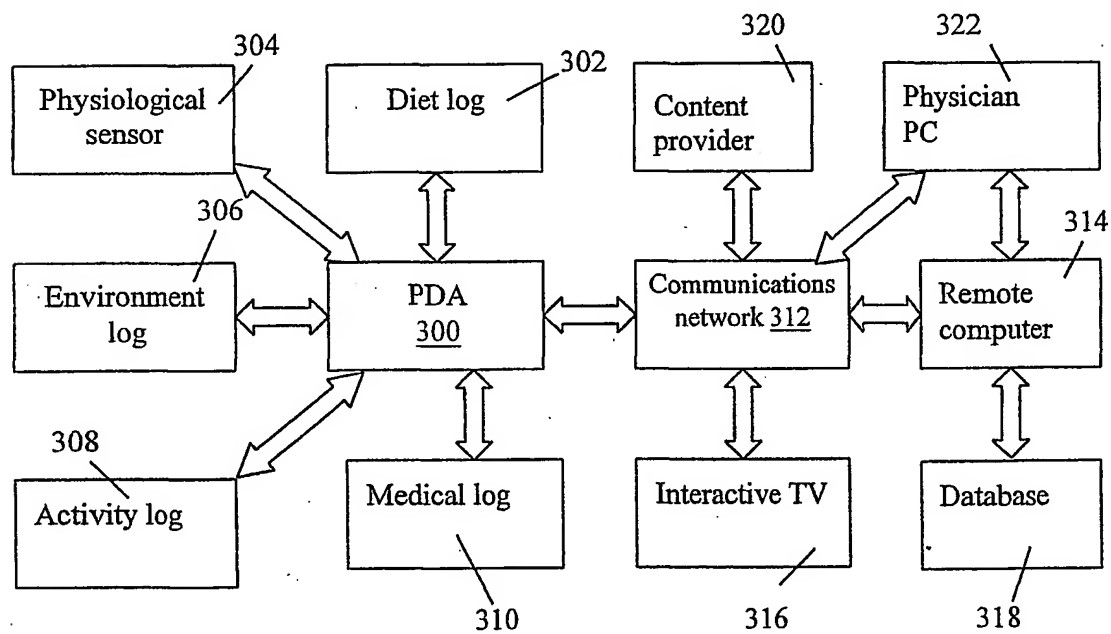 304
302
320
322
Physiological
sensor
Diet log
Content
provider
Physician
PC
306
314
Environment
log
PDA
300
Communications
network 312
Remote
computer
308
Activity log
Medical log
Interactive TV
Database
310
316
318